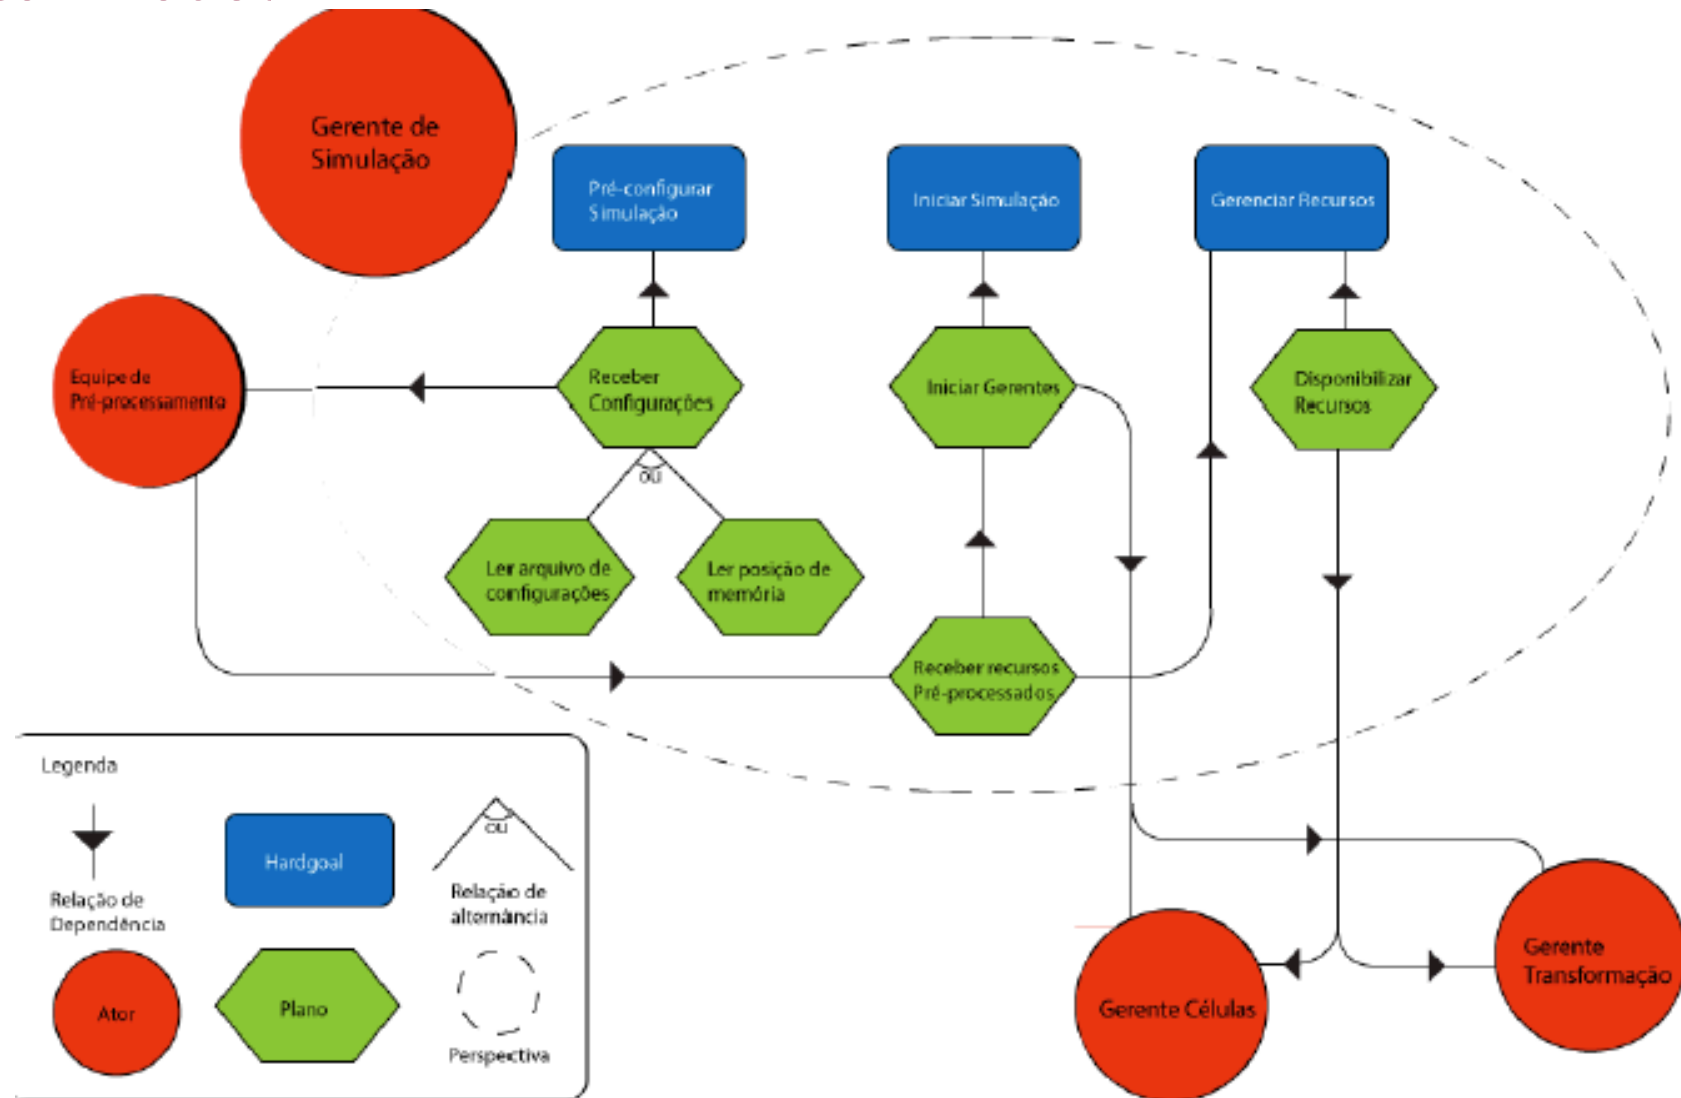 Gerente de
Simulação
Pré-configurar
Simulação
Iniciar Simulação
Gerenciar Recursos
Equipe de
Pré-processamento
Receber
Configurações
Iniciar Gerentes
Disponibilizar
Recursos
OU
Ler arquivo de
configurações
Ler posição de
memória
Receber recursos
Pré-processados
Legenda
Relação de
Dependência
Hardgoal
OU
Relação de
alternância
Ator
Plano
Perspectiva
Gerente Células
Gerente
Transformação